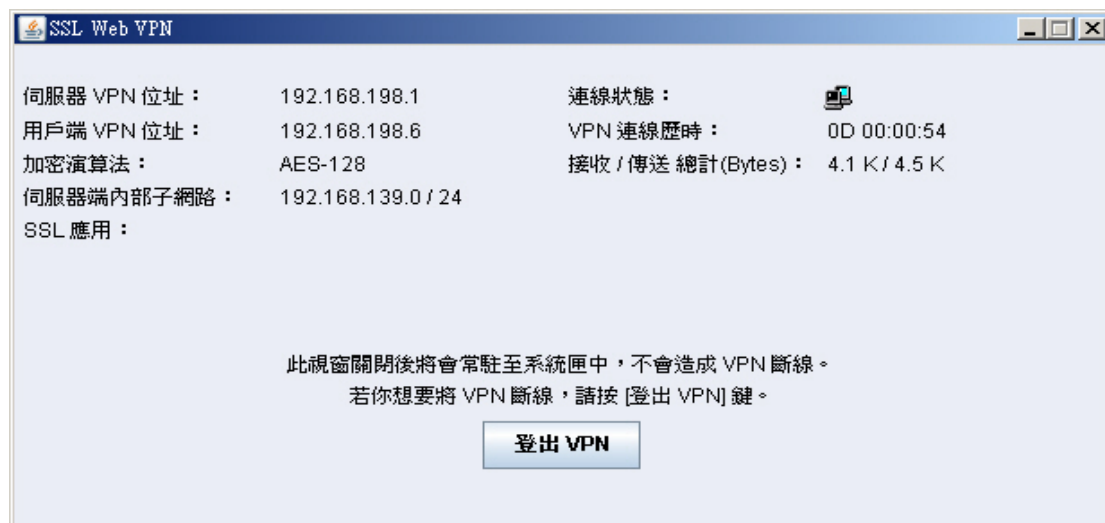 SSL Web VPN
伺服器 VPN 位址： 192.168.198.1 連線狀態：
用戶端 VPN 位址： 192.168.198.6 VPN 連線歷時： 0D 00:00:54
加密演算法： AES-128 接收 / 傳送 總計(Bytes)： 4.1 K / 4.5 K
伺服器端內部子網路： 192.168.139.0 / 24
SSL 應用：
此視窗關閉後將會常駐至系統匣中，不會造成 VPN 斷線。
若你想要將 VPN 斷線，請按 [登出 VPN] 鍵。
登出 VPN